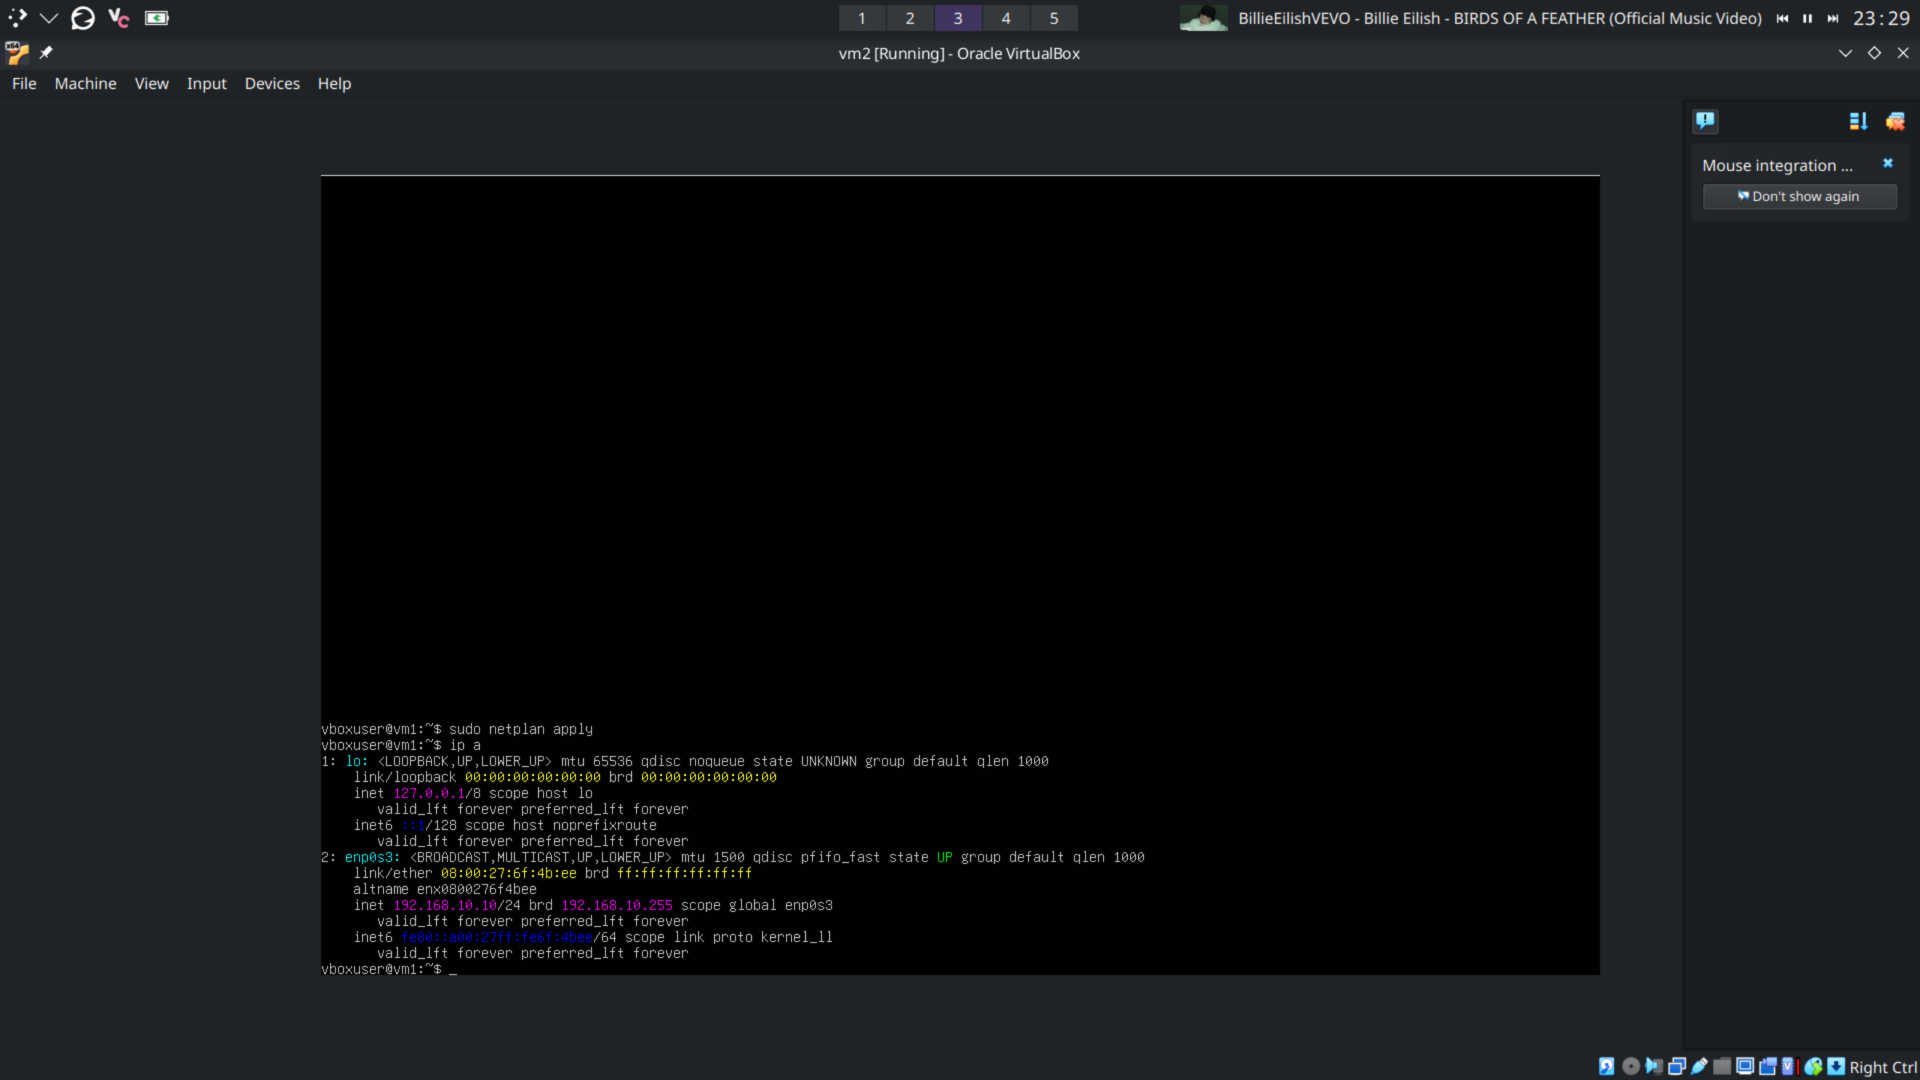 1 2 3 4 5
BillieEilishVEVO - Billie Eilish - BIRDS OF A FEATHER (Official Music Video)
23:29
vm2 [Running] - Oracle VirtualBox
File Machine View Input Devices Help
Mouse integration ...
Don't show again
vboxuser@vm1:~$ sudo netplan apply
vboxuser@vm1:~$ ip a
1: lo: <LOOPBACK,UP,LOWER_UP> mtu 65536 qdisc noqueue state UNKNOWN group default qlen 1000
link/loopback 00:00:00:00:00:00 brd 00:00:00:00:00:00
inet 127.0.0.1/8 scope host lo
valid_lft forever preferred_lft forever
inet6 ::1/128 scope host noprefixroute
valid_lft forever preferred_lft forever
2: enp0s3: <BROADCAST,MULTICAST,UP,LOWER_UP> mtu 1500 qdisc pfifo_fast state UP group default qlen 1000
link/ether 08:00:27:6f:4b:ee brd ff:ff:ff:ff:ff:ff
altname enx0800276f4bee
inet 192.168.10.10/24 brd 192.168.10.255 scope global enp0s3
valid_lft forever preferred_lft forever
inet6 fe80::a00:27ff:fe6f:4bee/64 scope link proto kernel_ll
valid_lft forever preferred_lft forever
vboxuser@vm1:~$ _
Right Ctrl